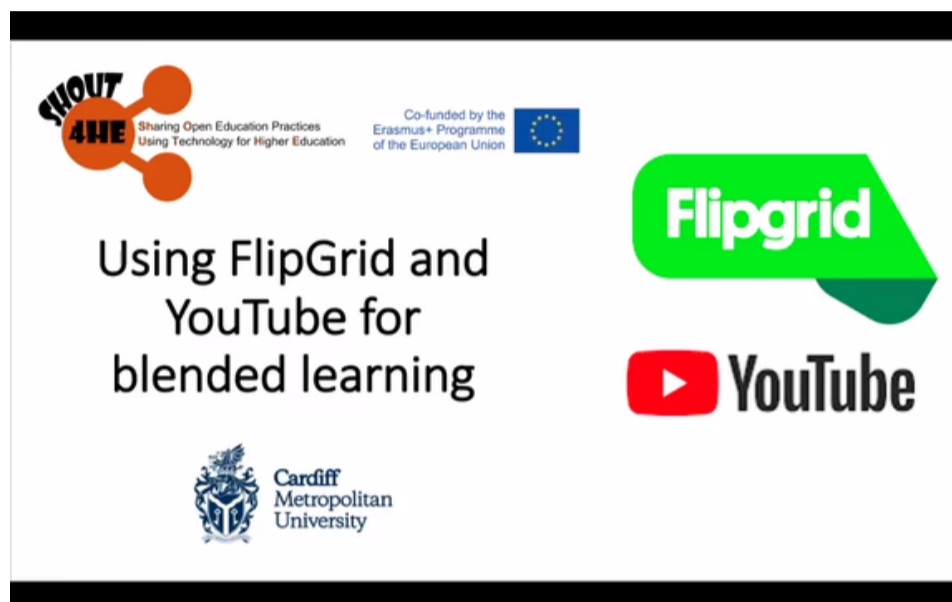 SHOUT
4HE
Sharing Open Education Practices
Using Technology for Higher Education
Co-funded by the
Erasmus+ Programme
of the European Union
Flipgrid
Using FlipGrid and
YouTube for
blended learning
YouTube
Cardiff
Metropolitan
University